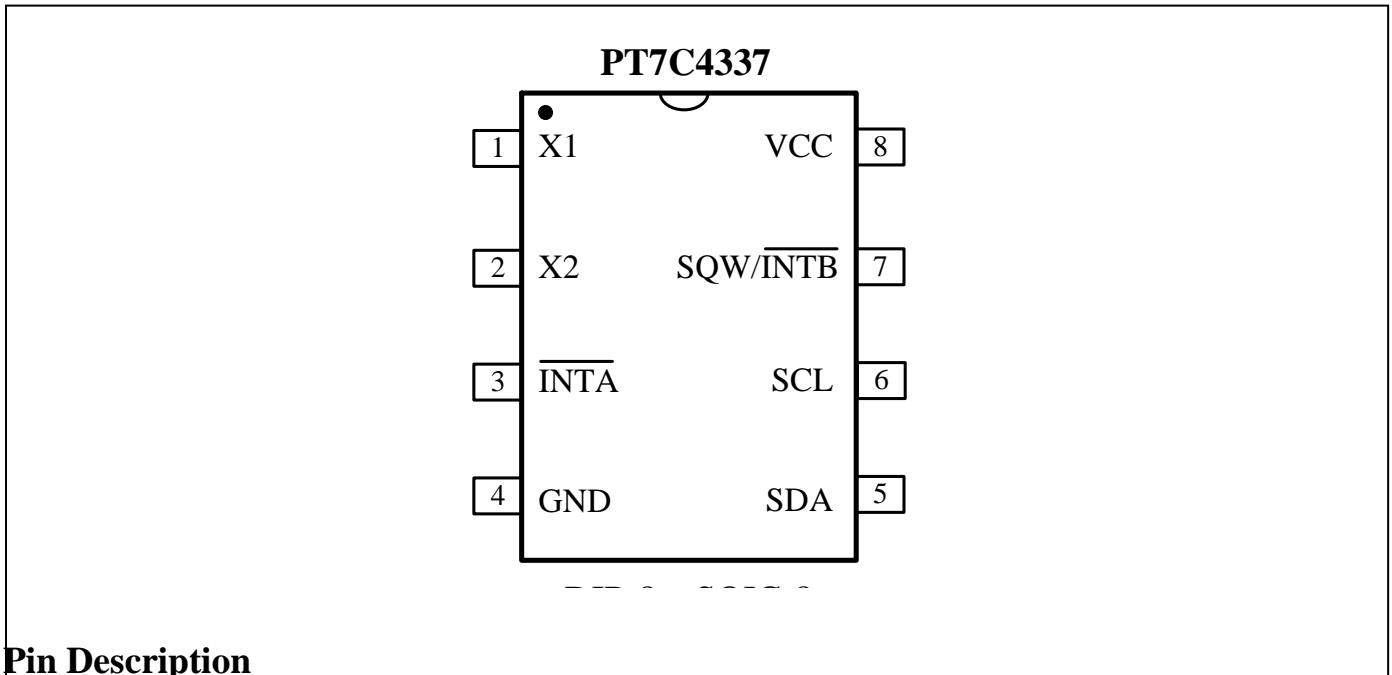 PT7C4337
1 X1 VCC 8
2 X2 SQW/INTB 7
3 INTA SCL 6
4 GND SDA 5
Pin Description